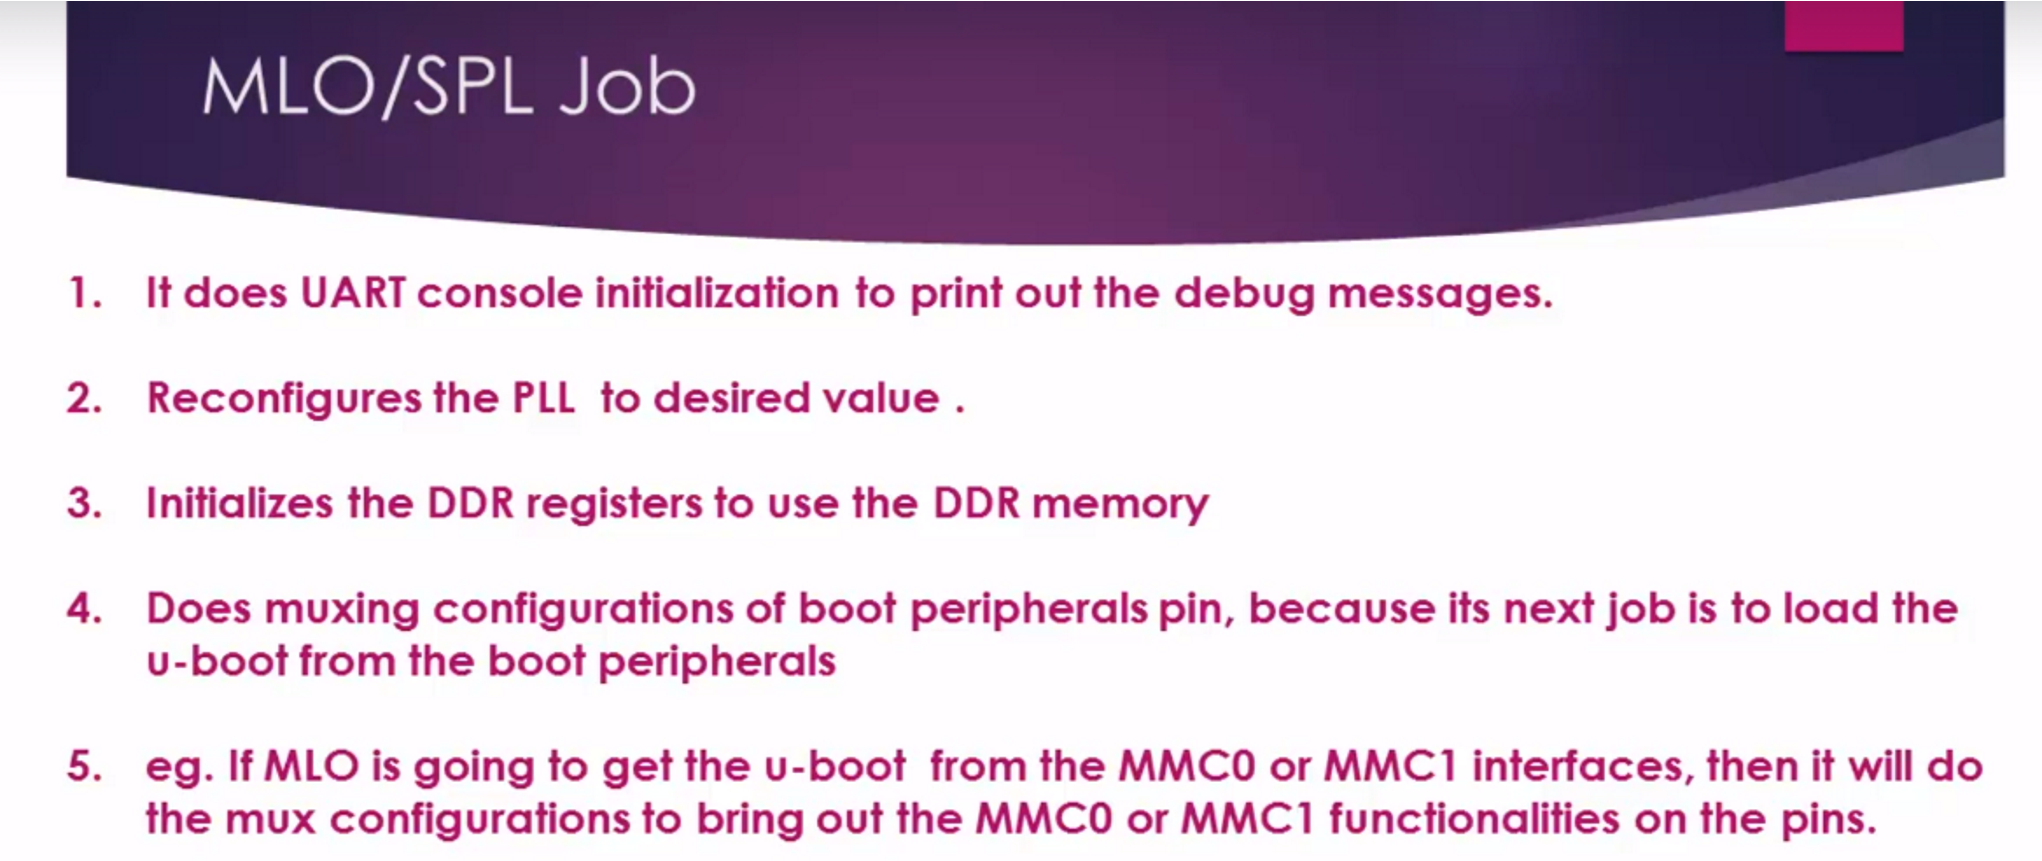 MLO/SPL Job
1. It does UART console initialization to print out the debug messages.
2. Reconfigures the PLL to desired value .
3. Initializes the DDR registers to use the DDR memory
4. Does muxing configurations of boot peripherals pin, because its next job is to load the
u-boot from the boot peripherals
5. eg. If MLO is going to get the u-boot from the MMC0 or MMC1 interfaces, then it will do
the mux configurations to bring out the MMC0 or MMC1 functionalities on the pins.